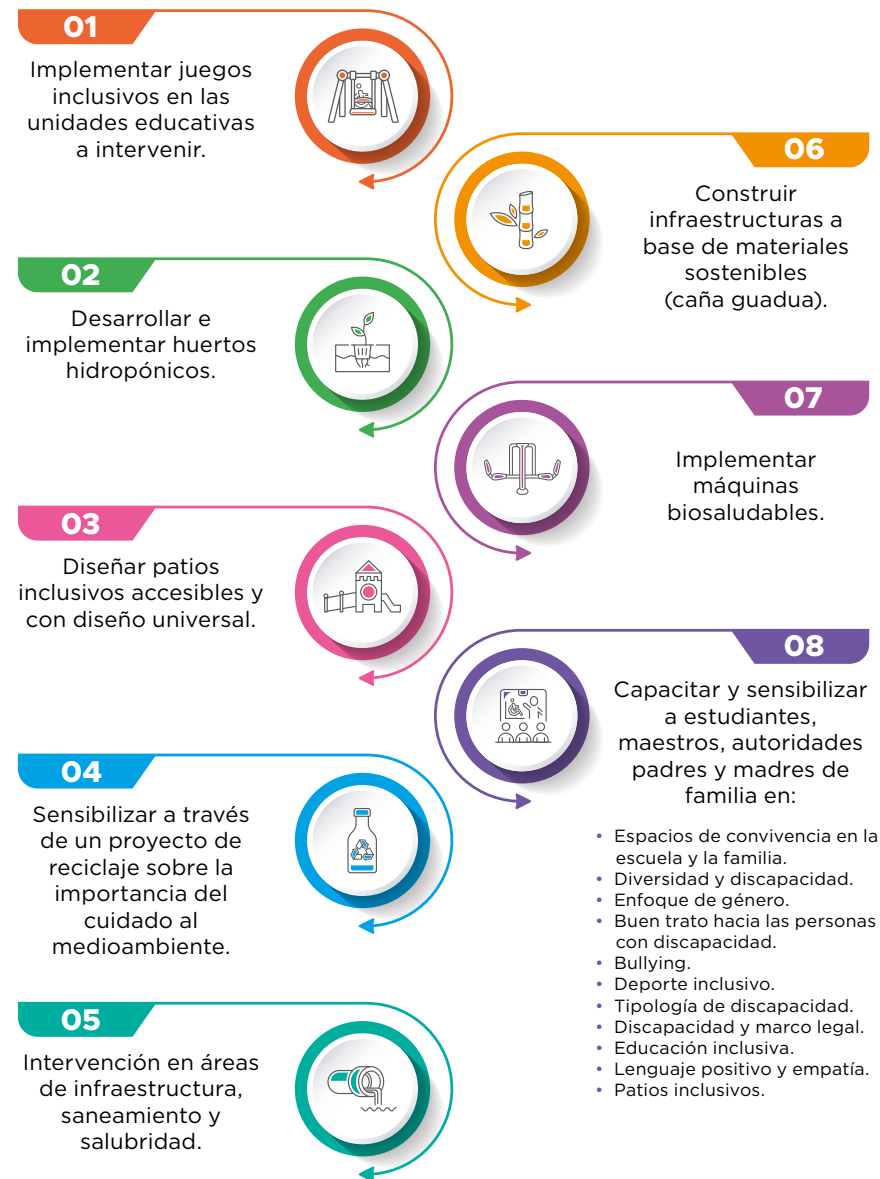 01
Implementar juegos
inclusivos en las
unidades educativas
a intervenir.
02
Desarrollar e
implementar huertos
hidropónicos.
03
Diseñar patios
inclusivos accesibles y
con diseño universal.
04
Sensibilizar a través
de un proyecto de
reciclaje sobre la
importancia del
cuidado al
medioambiente.
05
Intervención en áreas
de infraestructura,
saneamiento y
salubridad.
06
Construir
infraestructuras a
base de materiales
sostenibles
(caña guadua).
07
Implementar
máquinas
biosaludables.
08
Capacitar y sensibilizar
a estudiantes,
maestros, autoridades
padres y madres de
familia en:
• Espacios de convivencia en la
escuela y la familia.
• Diversidad y discapacidad.
• Enfoque de género.
• Buen trato hacia las personas
con discapacidad.
• Bullying.
• Deporte inclusivo.
• Tipología de discapacidad.
• Discapacidad y marco legal.
• Educación inclusiva.
• Lenguaje positivo y empatía.
• Patios inclusivos.